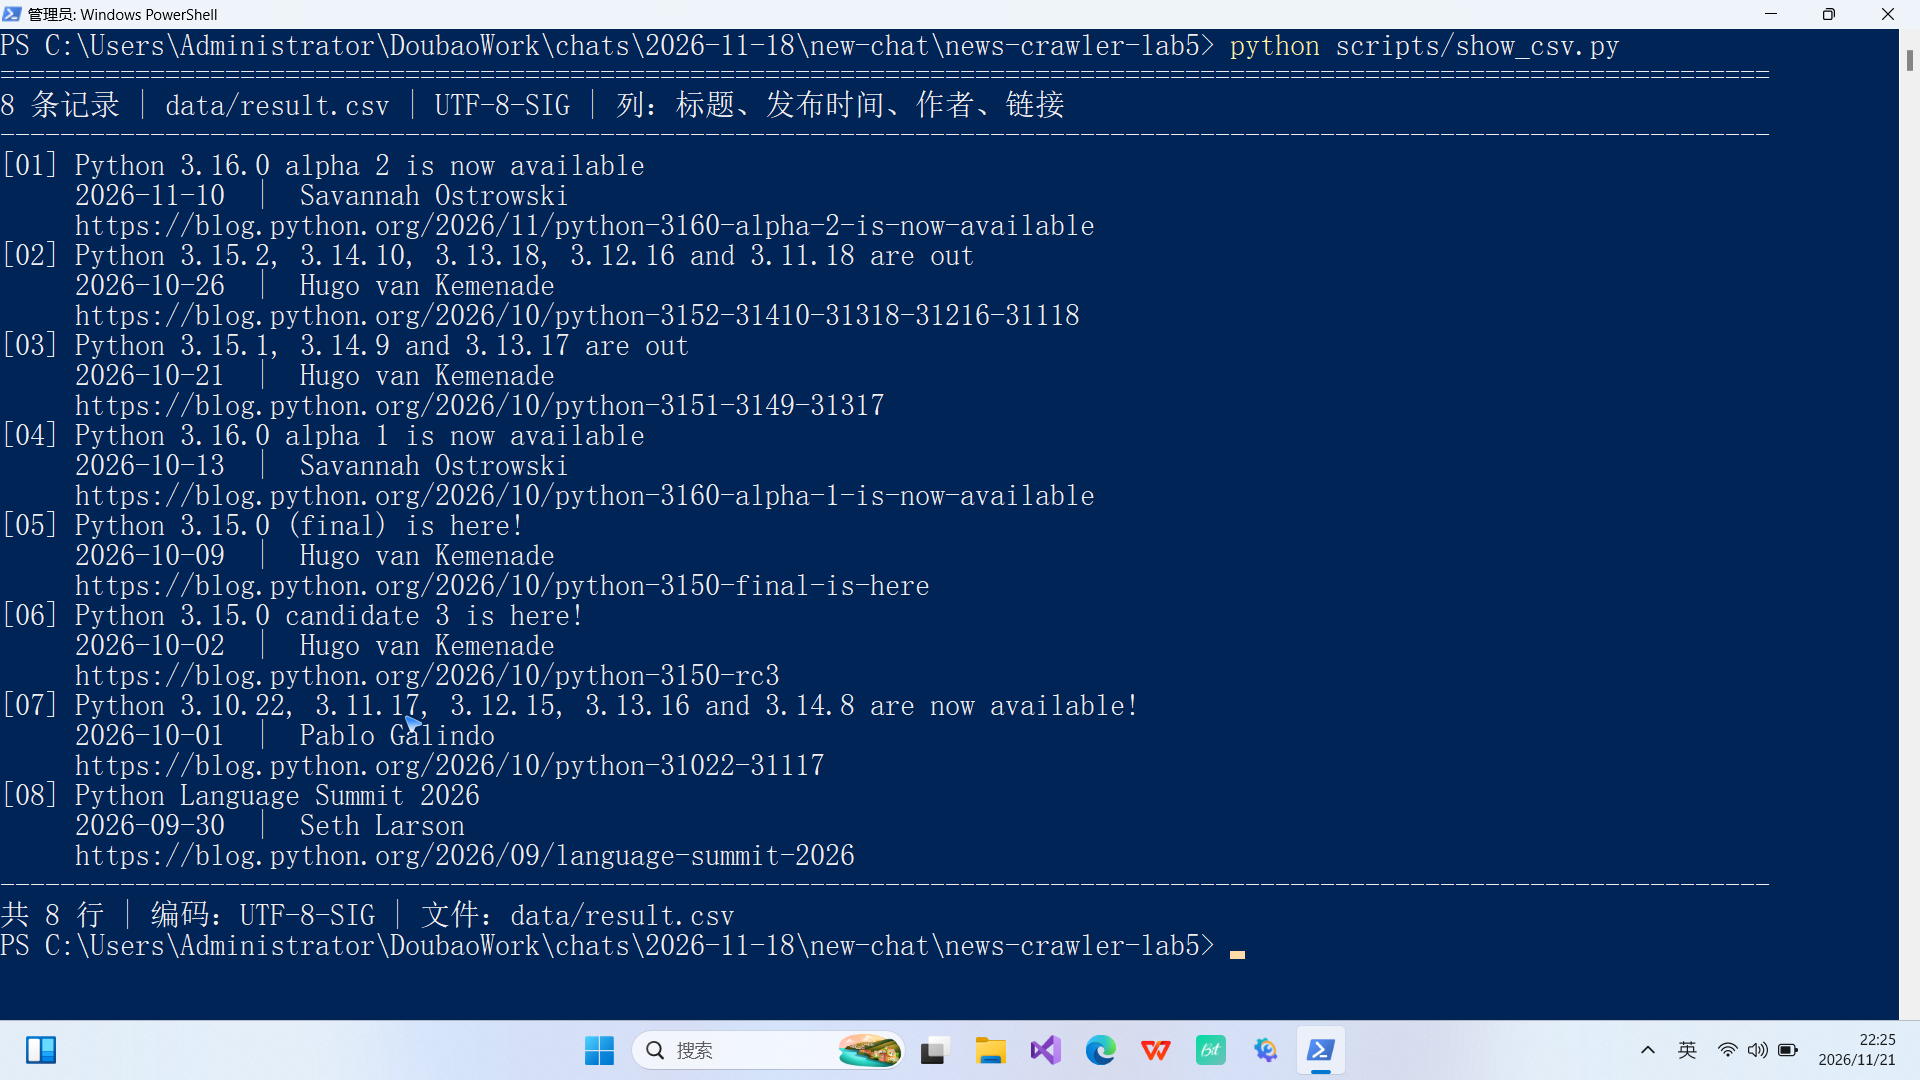 管理员: Windows PowerShell
PS C:\Users\Administrator\DoubaoWork\chats\2026-11-18\new-chat\news-crawler-lab5> python scripts/show_csv.py
======================================================================================================================
8 条记录 | data/result.csv | UTF-8-SIG | 列: 标题、发布时间、作者、链接
----------------------------------------------------------------------------------------------------------------------
[01] Python 3.16.0 alpha 2 is now available
2026-11-10 | Savannah Ostrowski
https://blog.python.org/2026/11/python-3160-alpha-2-is-now-available
[02] Python 3.15.2, 3.14.10, 3.13.18, 3.12.16 and 3.11.18 are out
2026-10-26 | Hugo van Kemenade
https://blog.python.org/2026/10/python-3152-31410-31318-31216-31118
[03] Python 3.15.1, 3.14.9 and 3.13.17 are out
2026-10-21 | Hugo van Kemenade
https://blog.python.org/2026/10/python-3151-3149-31317
[04] Python 3.16.0 alpha 1 is now available
2026-10-13 | Savannah Ostrowski
https://blog.python.org/2026/10/python-3160-alpha-1-is-now-available
[05] Python 3.15.0 (final) is here!
2026-10-09 | Hugo van Kemenade
https://blog.python.org/2026/10/python-3150-final-is-here
[06] Python 3.15.0 candidate 3 is here!
2026-10-02 | Hugo van Kemenade
https://blog.python.org/2026/10/python-3150-rc3
[07] Python 3.10.22, 3.11.17, 3.12.15, 3.13.16 and 3.14.8 are now available!
2026-10-01 | Pablo Galindo
https://blog.python.org/2026/10/python-31022-31117
[08] Python Language Summit 2026
2026-09-30 | Seth Larson
https://blog.python.org/2026/09/language-summit-2026
----------------------------------------------------------------------------------------------------------------------
共 8 行 | 编码: UTF-8-SIG | 文件: data/result.csv
PS C:\Users\Administrator\DoubaoWork\chats\2026-11-18\new-chat\news-crawler-lab5>
搜索
Bit
英
22:25
2026/11/21